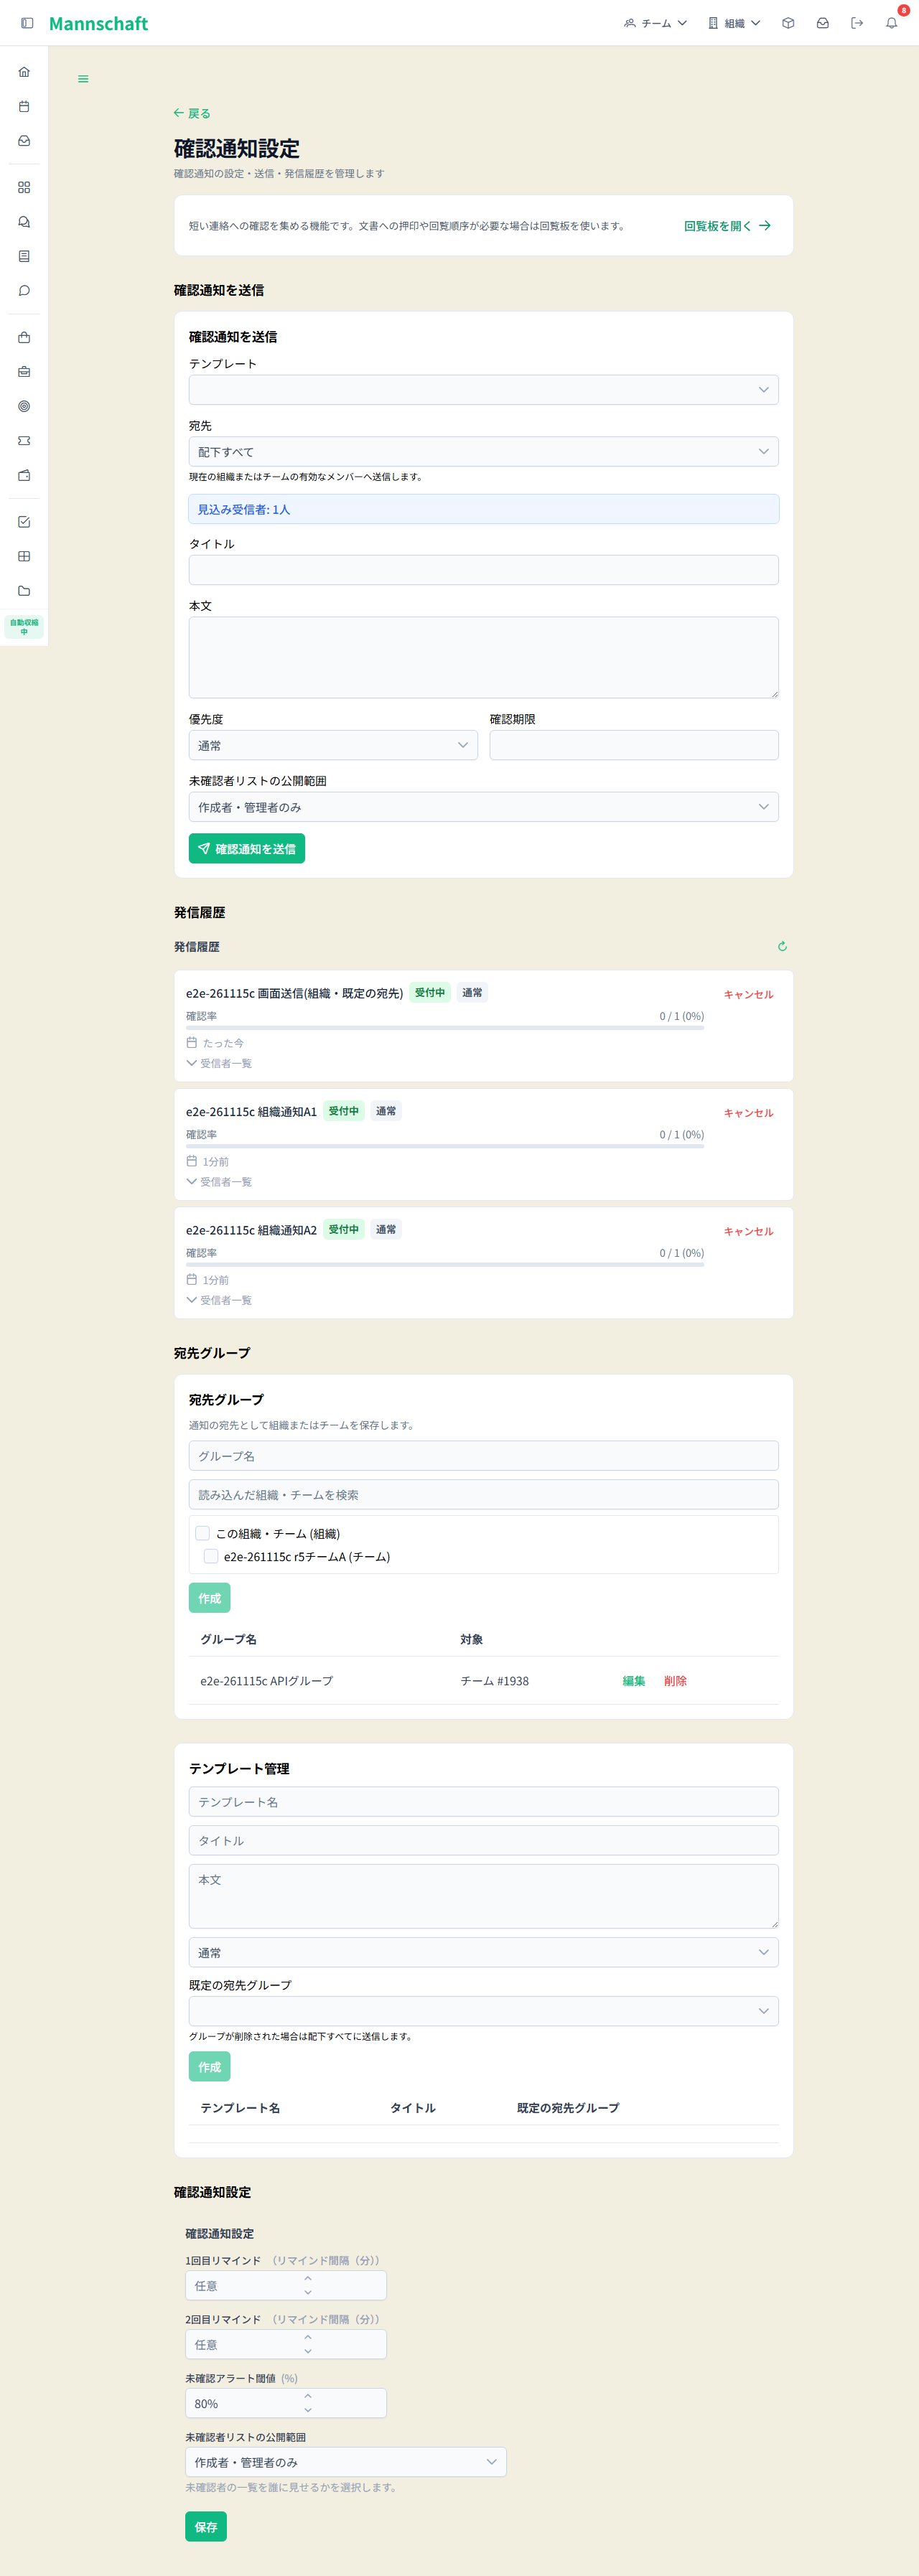 Mannschaft
チーム
組織
8
戻る
確認通知設定
確認通知の設定・送信・発信履歴を管理します
短い連絡への確認を集める機能です。文書への押印や回覧順序が必要な場合は回覧板を使います。
回覧板を開く
確認通知を送信
確認通知を送信
テンプレート
宛先
配下すべて
現在の組織またはチームの有効なメンバーへ送信します。
見込み受信者: 1人
タイトル
自動収縮
中
本文
優先度
確認期限
通常
未確認者リストの公開範囲
作成者・管理者のみ
確認通知を送信
発信履歴
発信履歴
e2e-261115c 画面送信(組織・既定の宛先) 受付中 通常
キャンセル
確認率
0 / 1 (0%)
たった今
受信者一覧
e2e-261115c 組織通知A1 受付中 通常
キャンセル
確認率
0 / 1 (0%)
1分前
受信者一覧
e2e-261115c 組織通知A2 受付中 通常
キャンセル
確認率
0 / 1 (0%)
1分前
受信者一覧
宛先グループ
宛先グループ
通知の宛先として組織またはチームを保存します。
グループ名
読み込んだ組織・チームを検索
この組織・チーム (組織)
e2e-261115c r5チームA (チーム)
作成
グループ名
対象
e2e-261115c APIグループ
チーム #1938
編集
削除
テンプレート管理
テンプレート名
タイトル
本文
通常
既定の宛先グループ
グループが削除された場合は配下すべてに送信します。
作成
テンプレート名
タイトル
既定の宛先グループ
確認通知設定
確認通知設定
1回目リマインド （リマインド間隔（分））
任意
2回目リマインド （リマインド間隔（分））
任意
未確認アラート閾値 (%)
80%
未確認者リストの公開範囲
作成者・管理者のみ
未確認者の一覧を誰に見せるかを選択します。
保存